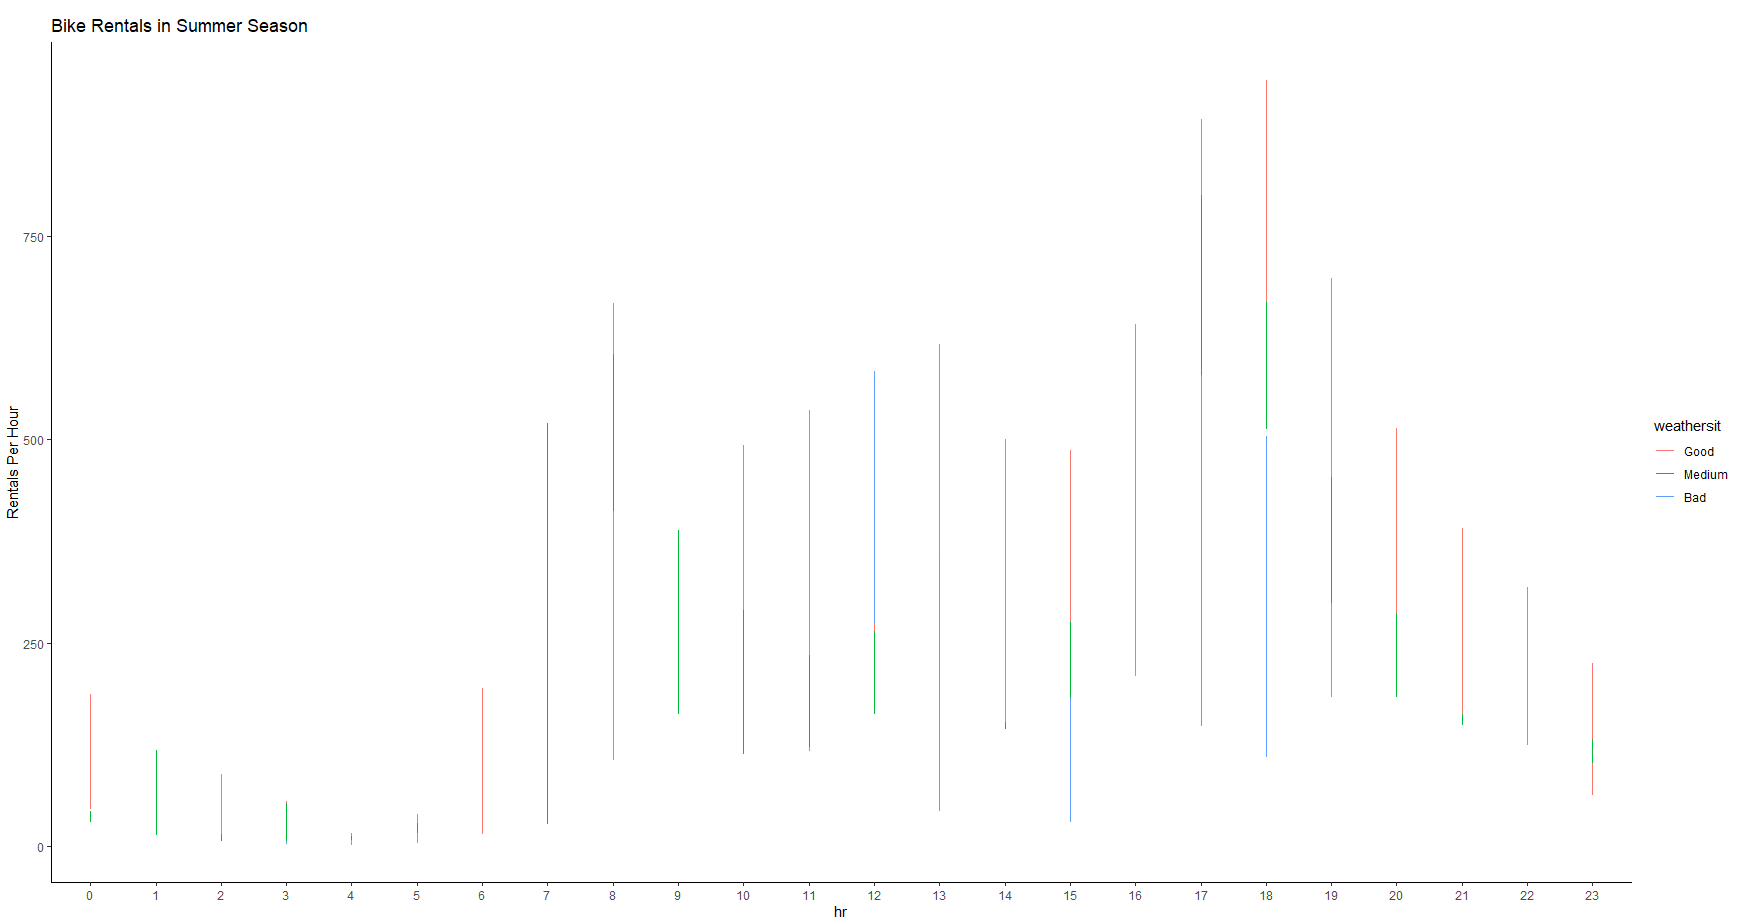 Bike Rentals in Summer Season
Rentals Per Hour
750
500
250
0
0 1 2 3 4 5 6 7 8 9 10 11 12 13 14 15 16 17 18 19 20 21 22 23
hr
weathersit
Good
Medium
Bad